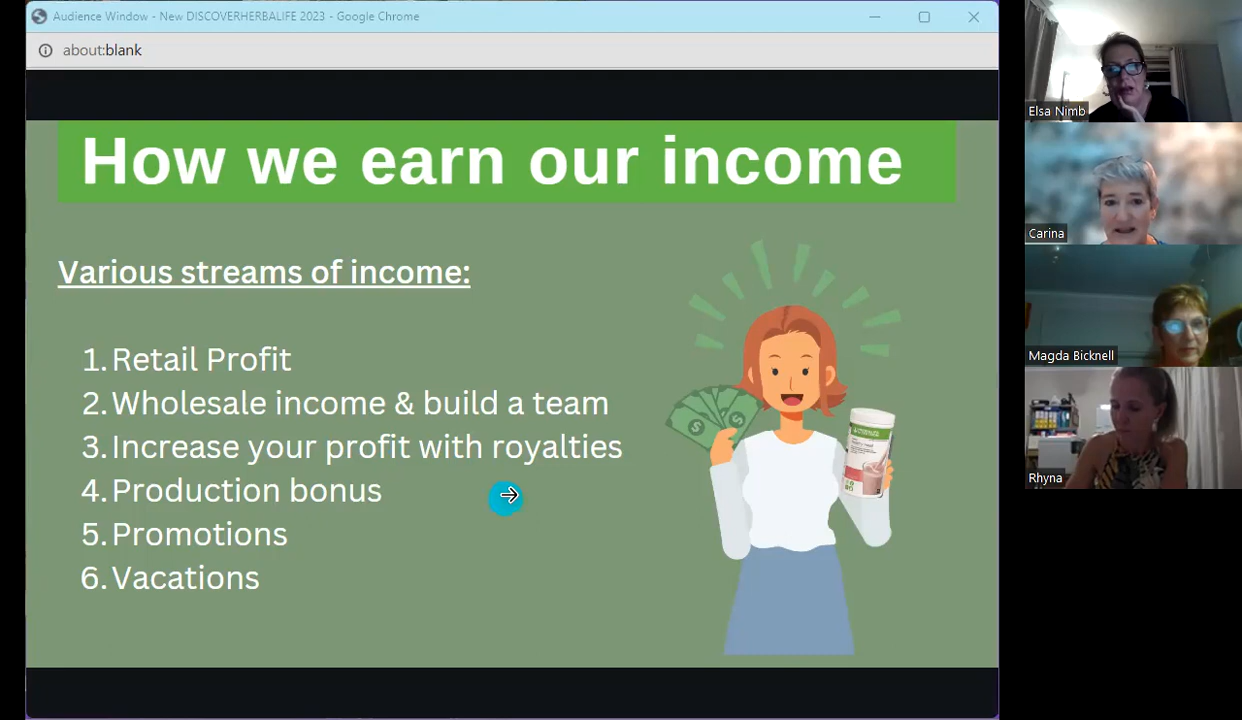 Audience Window - New DISCOVERHERBALIFE 2023 - Google Chrome
about:blank
How we earn our income
Various streams of income:
1. Retail Profit
2. Wholesale income & build a team
3. Increase your profit with royalties
4. Production bonus
5. Promotions
6. Vacations
Elsa Nimb
Carina
Magda Bicknell
Rhyna